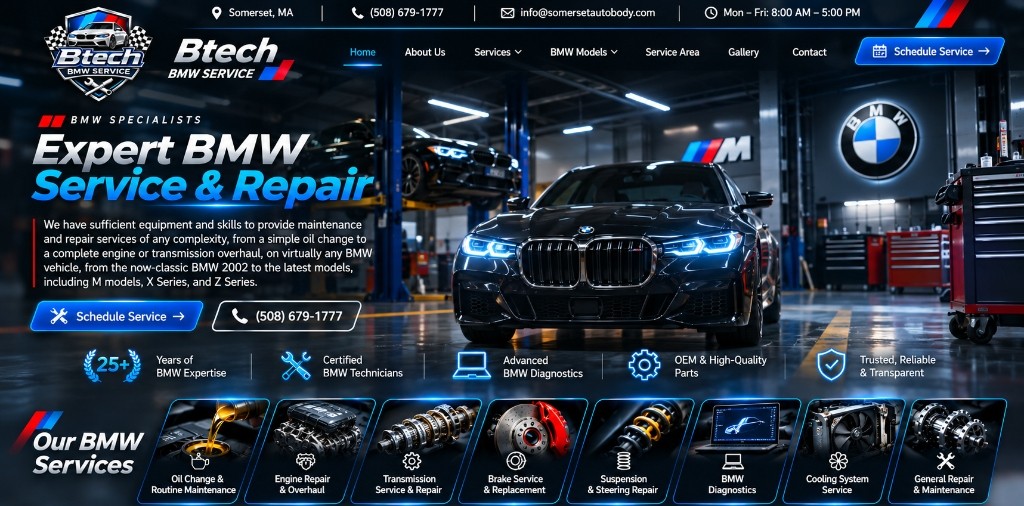 Somerset, MA
(508) 679-1777
info@somersetautobody.com
Mon – Fri: 8:00 AM – 5:00 PM
Btech
BMW SERVICE
Btech
BMW SERVICE
Home
About Us
Services
BMW Models
Service Area
Gallery
Contact
Schedule Service →
BMW SPECIALISTS
Expert BMW
Service & Repair
We have sufficient equipment and skills to provide maintenance
and repair services of any complexity, from a simple oil change to
a complete engine or transmission overhaul, on virtually any BMW
vehicle, from the now-classic BMW 2002 to the latest models,
including M models, X Series, and Z Series.
Schedule Service →
(508) 679-1777
M
BMW
25+
Years of
BMW Expertise
Certified
BMW Technicians
Advanced
BMW Diagnostics
OEM & High-Quality
Parts
Trusted, Reliable
& Transparent
Our BMW
Services
Oil Change &
Routine Maintenance
Engine Repair
& Overhaul
Transmission
Service & Repair
Brake Service
& Replacement
Suspension
& Steering Repair
BMW
Diagnostics
Cooling System
Service
General Repair
& Maintenance